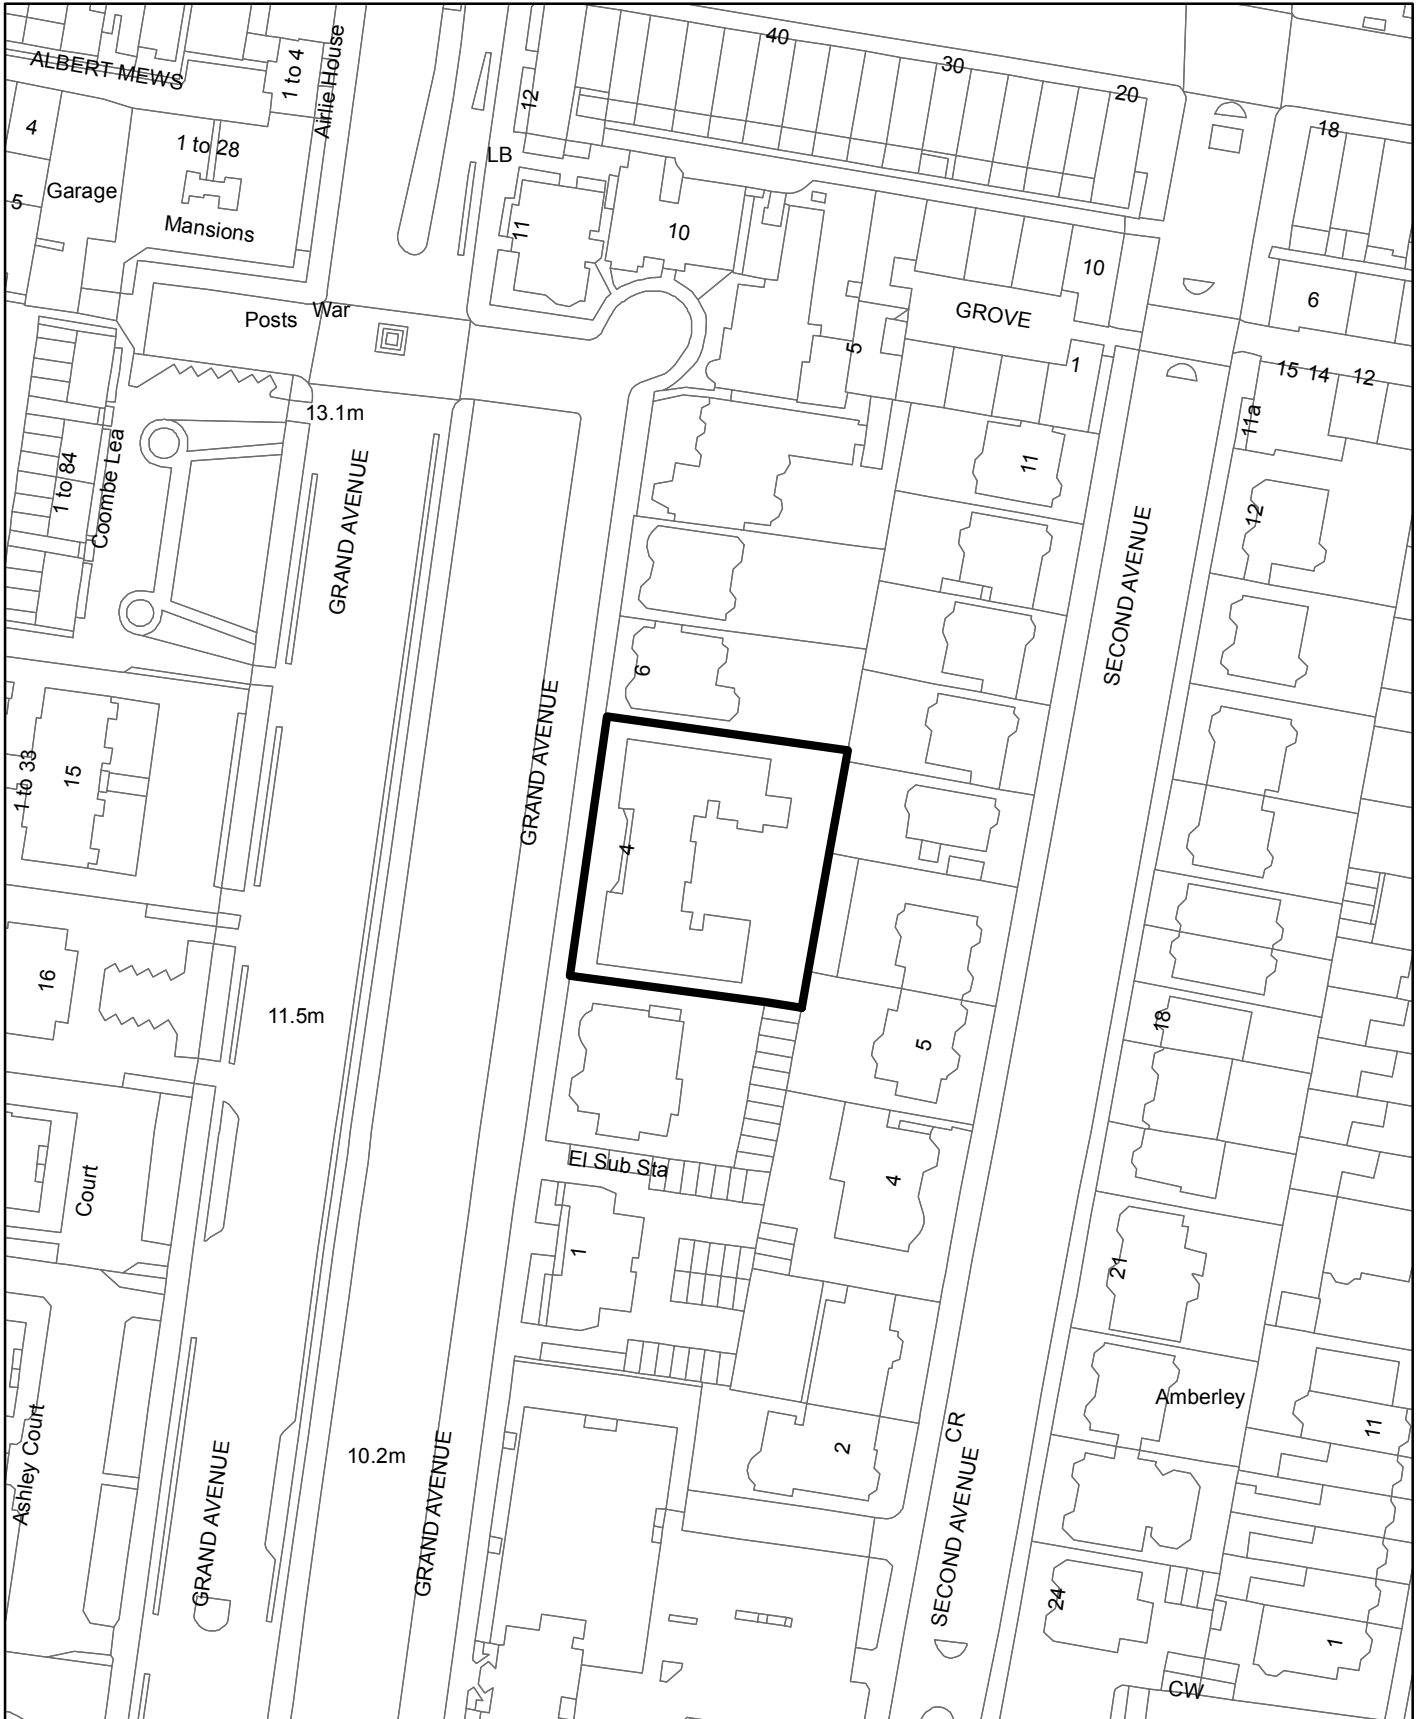 40
30
20
18
ALBERT MEWS
1 to 4
Airlie House
12
4
1 to 28
LB
5
Garage
Mansions
11
10
10
6
Posts
War
GROVE
5
1
15
14
12
13.1m
11a
1 to 84
Coombe Lea
GRAND AVENUE
11
12
SECOND AVENUE
6
GRAND AVENUE
1 to 33
15
4
16
11.5m
18
5
El Sub Sta
Court
4
1
21
Amberley
Ashley Court
GRAND AVENUE
10.2m
GRAND AVENUE
2
CR
SECOND AVENUE
11
24
1
CW